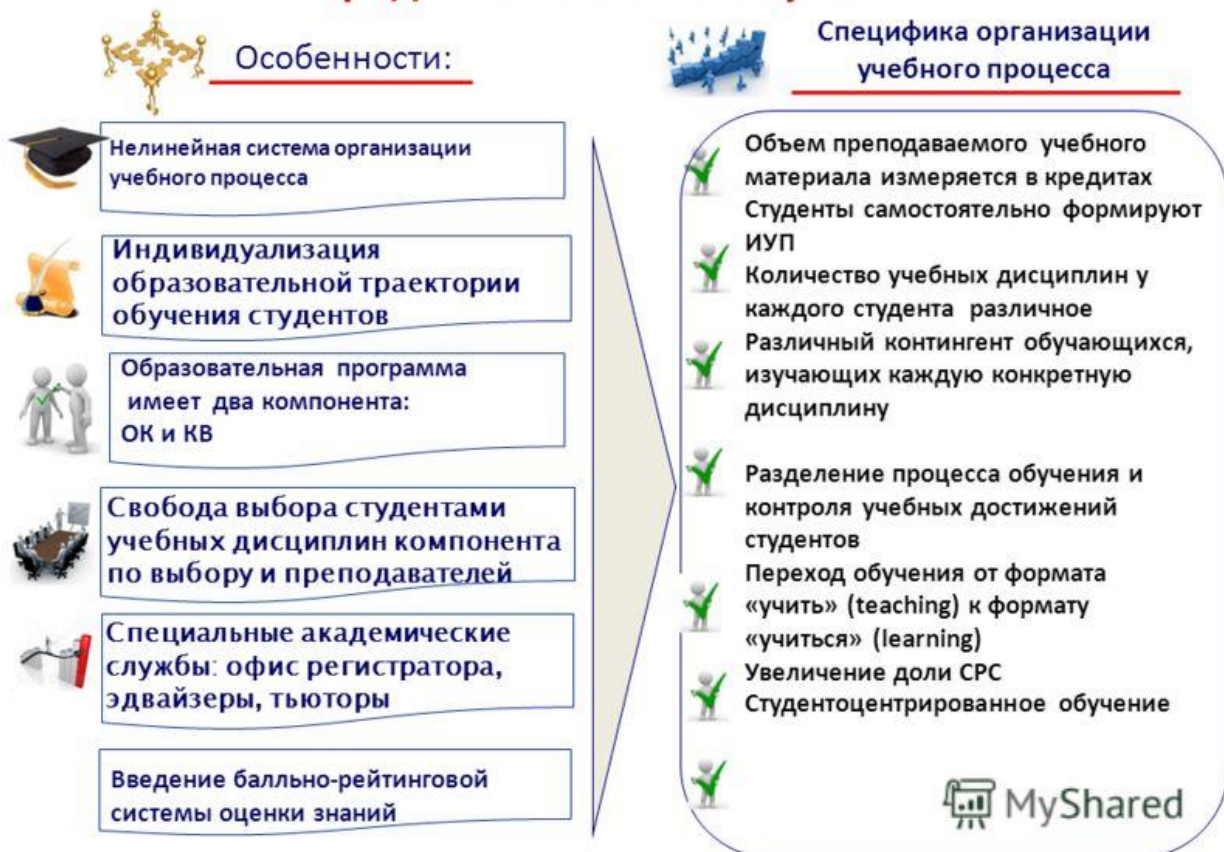 Особенности:
Нелинейная система организации
учебного процесса
Индивидуализация
образовательной траектории
обучения студентов
Образовательная программа
имеет два компонента:
ОК и КВ
Свобода выбора студентами
учебных дисциплин компонента
по выбору и преподавателей
Специальные академические
службы: офис регистратора,
эдвайзеры, тьюторы
Введение балльно-рейтинговой
системы оценки знаний
Специфика организации
учебного процесса
Объем преподаваемого учебного
материала измеряется в кредитах
Студенты самостоятельно формируют
ИУП
Количество учебных дисциплин у
каждого студента различное
Различный контингент обучающихся,
изучающих каждую конкретную
дисциплину
Разделение процесса обучения и
контроля учебных достижений
студентов
Переход обучения от формата
«учить» (teaching) к формату
«учиться» (learning)
Увеличение доли СРС
Студентоцентрированное обучение
MyShared